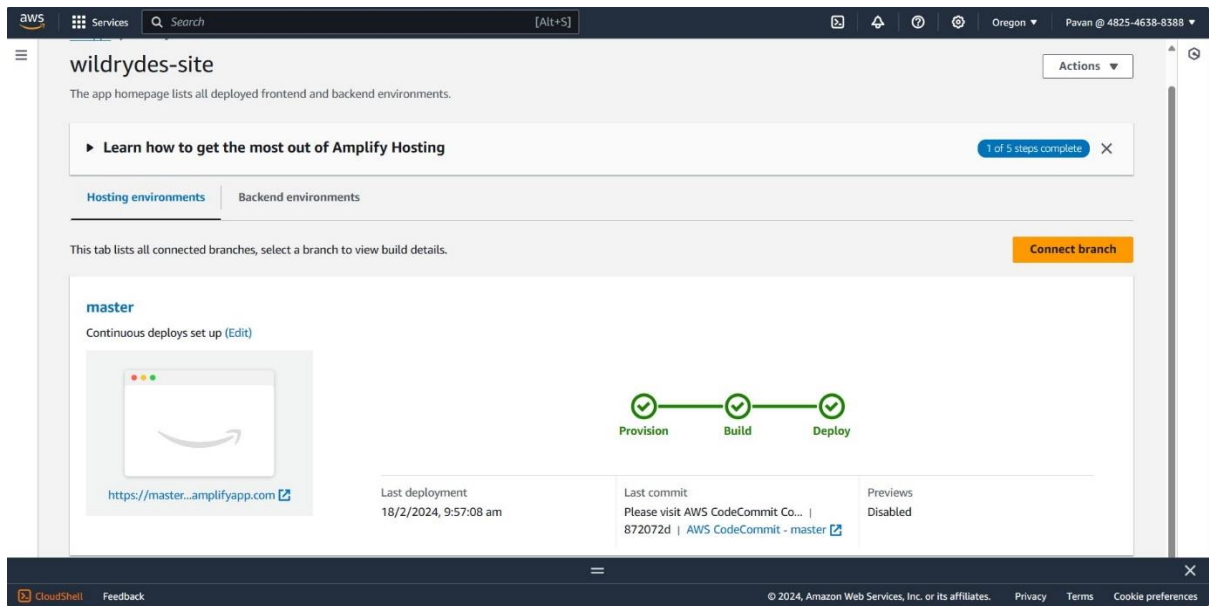 aws Services Search [Alt+S] Oregon ▼ Pavan @ 4825-4638-8388 ▼
wildrydes-site
Actions ▼
The app homepage lists all deployed frontend and backend environments.
Learn how to get the most out of Amplify Hosting 1 of 5 steps complete
Hosting environments Backend environments
This tab lists all connected branches, select a branch to view build details. Connect branch
master
Continuous deploys set up (Edit)
Provision Build Deploy
https://master...amplifyapp.com
Last deployment
18/2/2024, 9:57:08 am
Last commit
Please visit AWS CodeCommit Co... |
872072d | AWS CodeCommit - master
Previews
Disabled
CloudShell Feedback © 2024, Amazon Web Services, Inc. or its affiliates. Privacy Terms Cookie preferences